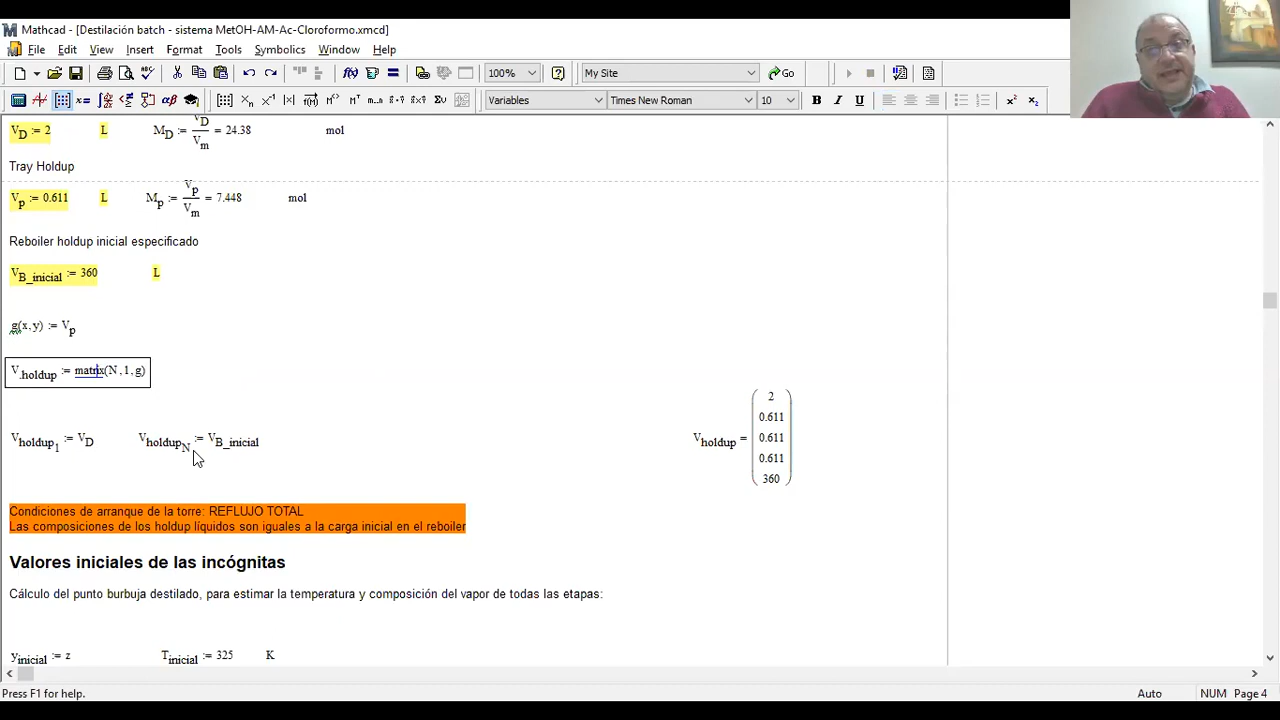 Mathcad - [Destilación batch - sistema MetOH-AM-Ac-Cloroformo.xmcd]
File Edit View Insert Format Tools Symbolics Window Help
100% My Site Go
Variables Times New Roman 10 B I U
V_D := 2 L M_D := V_D / V_m = 24.38 mol
Tray Holdup
V_p := 0.611 L M_p := V_p / V_m = 7.448 mol
Reboiler holdup inicial especificado
V_B_inicial := 360 L
g(x,y) := V_p
V_.holdup := matrix(N,1,g)
V_holdup_1 := V_D V_holdup_N := V_B_inicial V_holdup =
2
0.611
0.611
0.611
360
Condiciones de arranque de la torre: REFLUJO TOTAL
Las composiciones de los holdup líquidos son iguales a la carga inicial en el reboiler
Valores iniciales de las incógnitas
Cálculo del punto burbuja destilado, para estimar la temperatura y composición del vapor de todas las etapas:
y_inicial := z T_inicial := 325 K
Press F1 for help. Auto NUM Page 4